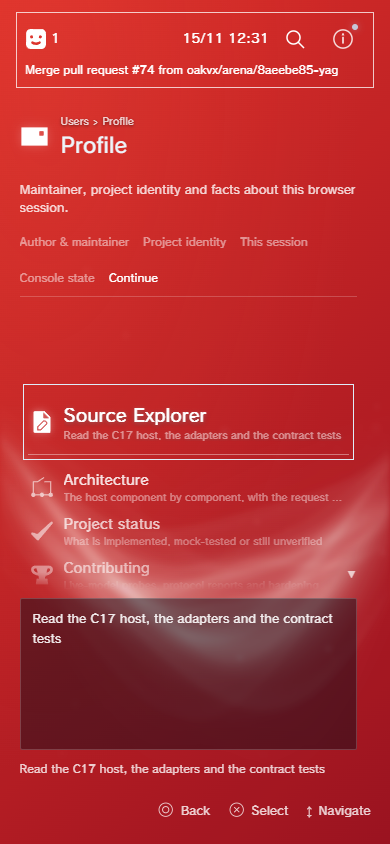 1
15/11 12:31
Merge pull request #74 from oakvx/arena/8aeebe85-yag
Users > Profile
Profile
Maintainer, project identity and facts about this browser
session.
Author & maintainer Project identity This session
Console state Continue
Source Explorer
Read the C17 host, the adapters and the contract tests
Architecture
The host component by component, with the request ...
Project status
What is implemented, mock-tested or still unverified
Contributing
protocol reports and hardening
Read the C17 host, the adapters and the contract
tests
Read the C17 host, the adapters and the contract tests
Back Select Navigate